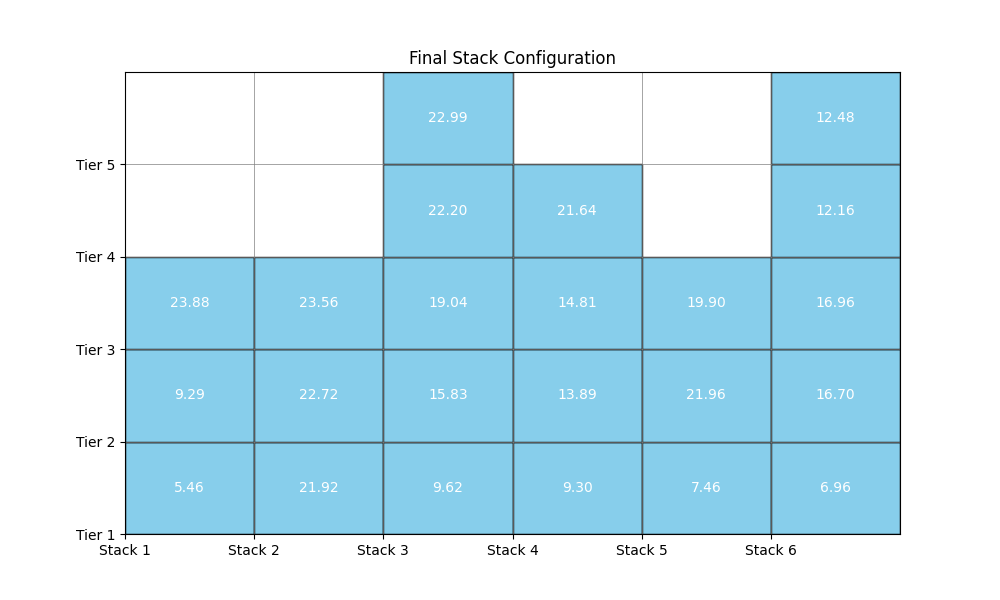 Final Stack Configuration
22.99 12.48
Tier 5
22.20 21.64 12.16
Tier 4
23.88 23.56 19.04 14.81 19.90 16.96
Tier 3
9.29 22.72 15.83 13.89 21.96 16.70
Tier 2
5.46 21.92 9.62 9.30 7.46 6.96
Tier 1
Stack 1 Stack 2 Stack 3 Stack 4 Stack 5 Stack 6